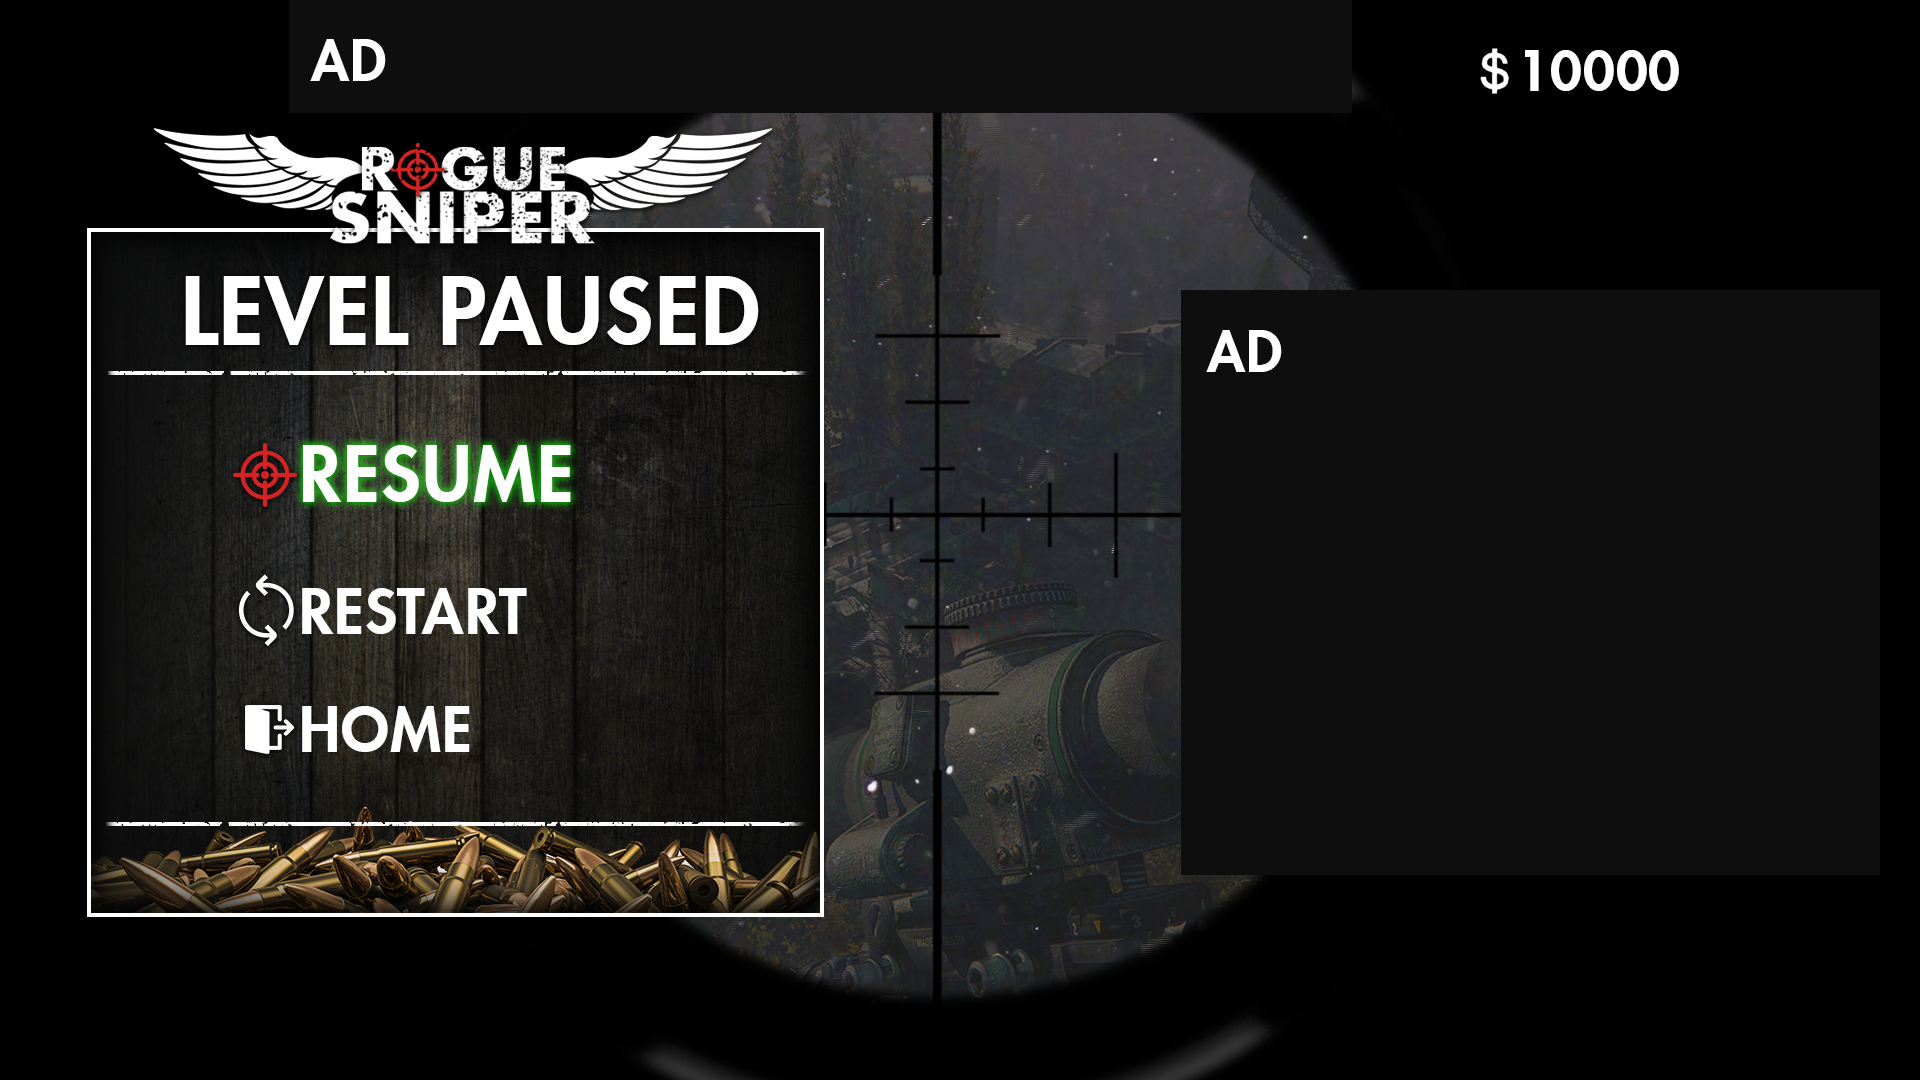 AD
$ 10000
ROGUE
SNIPER
LEVEL PAUSED
AD
RESUME
RESTART
HOME